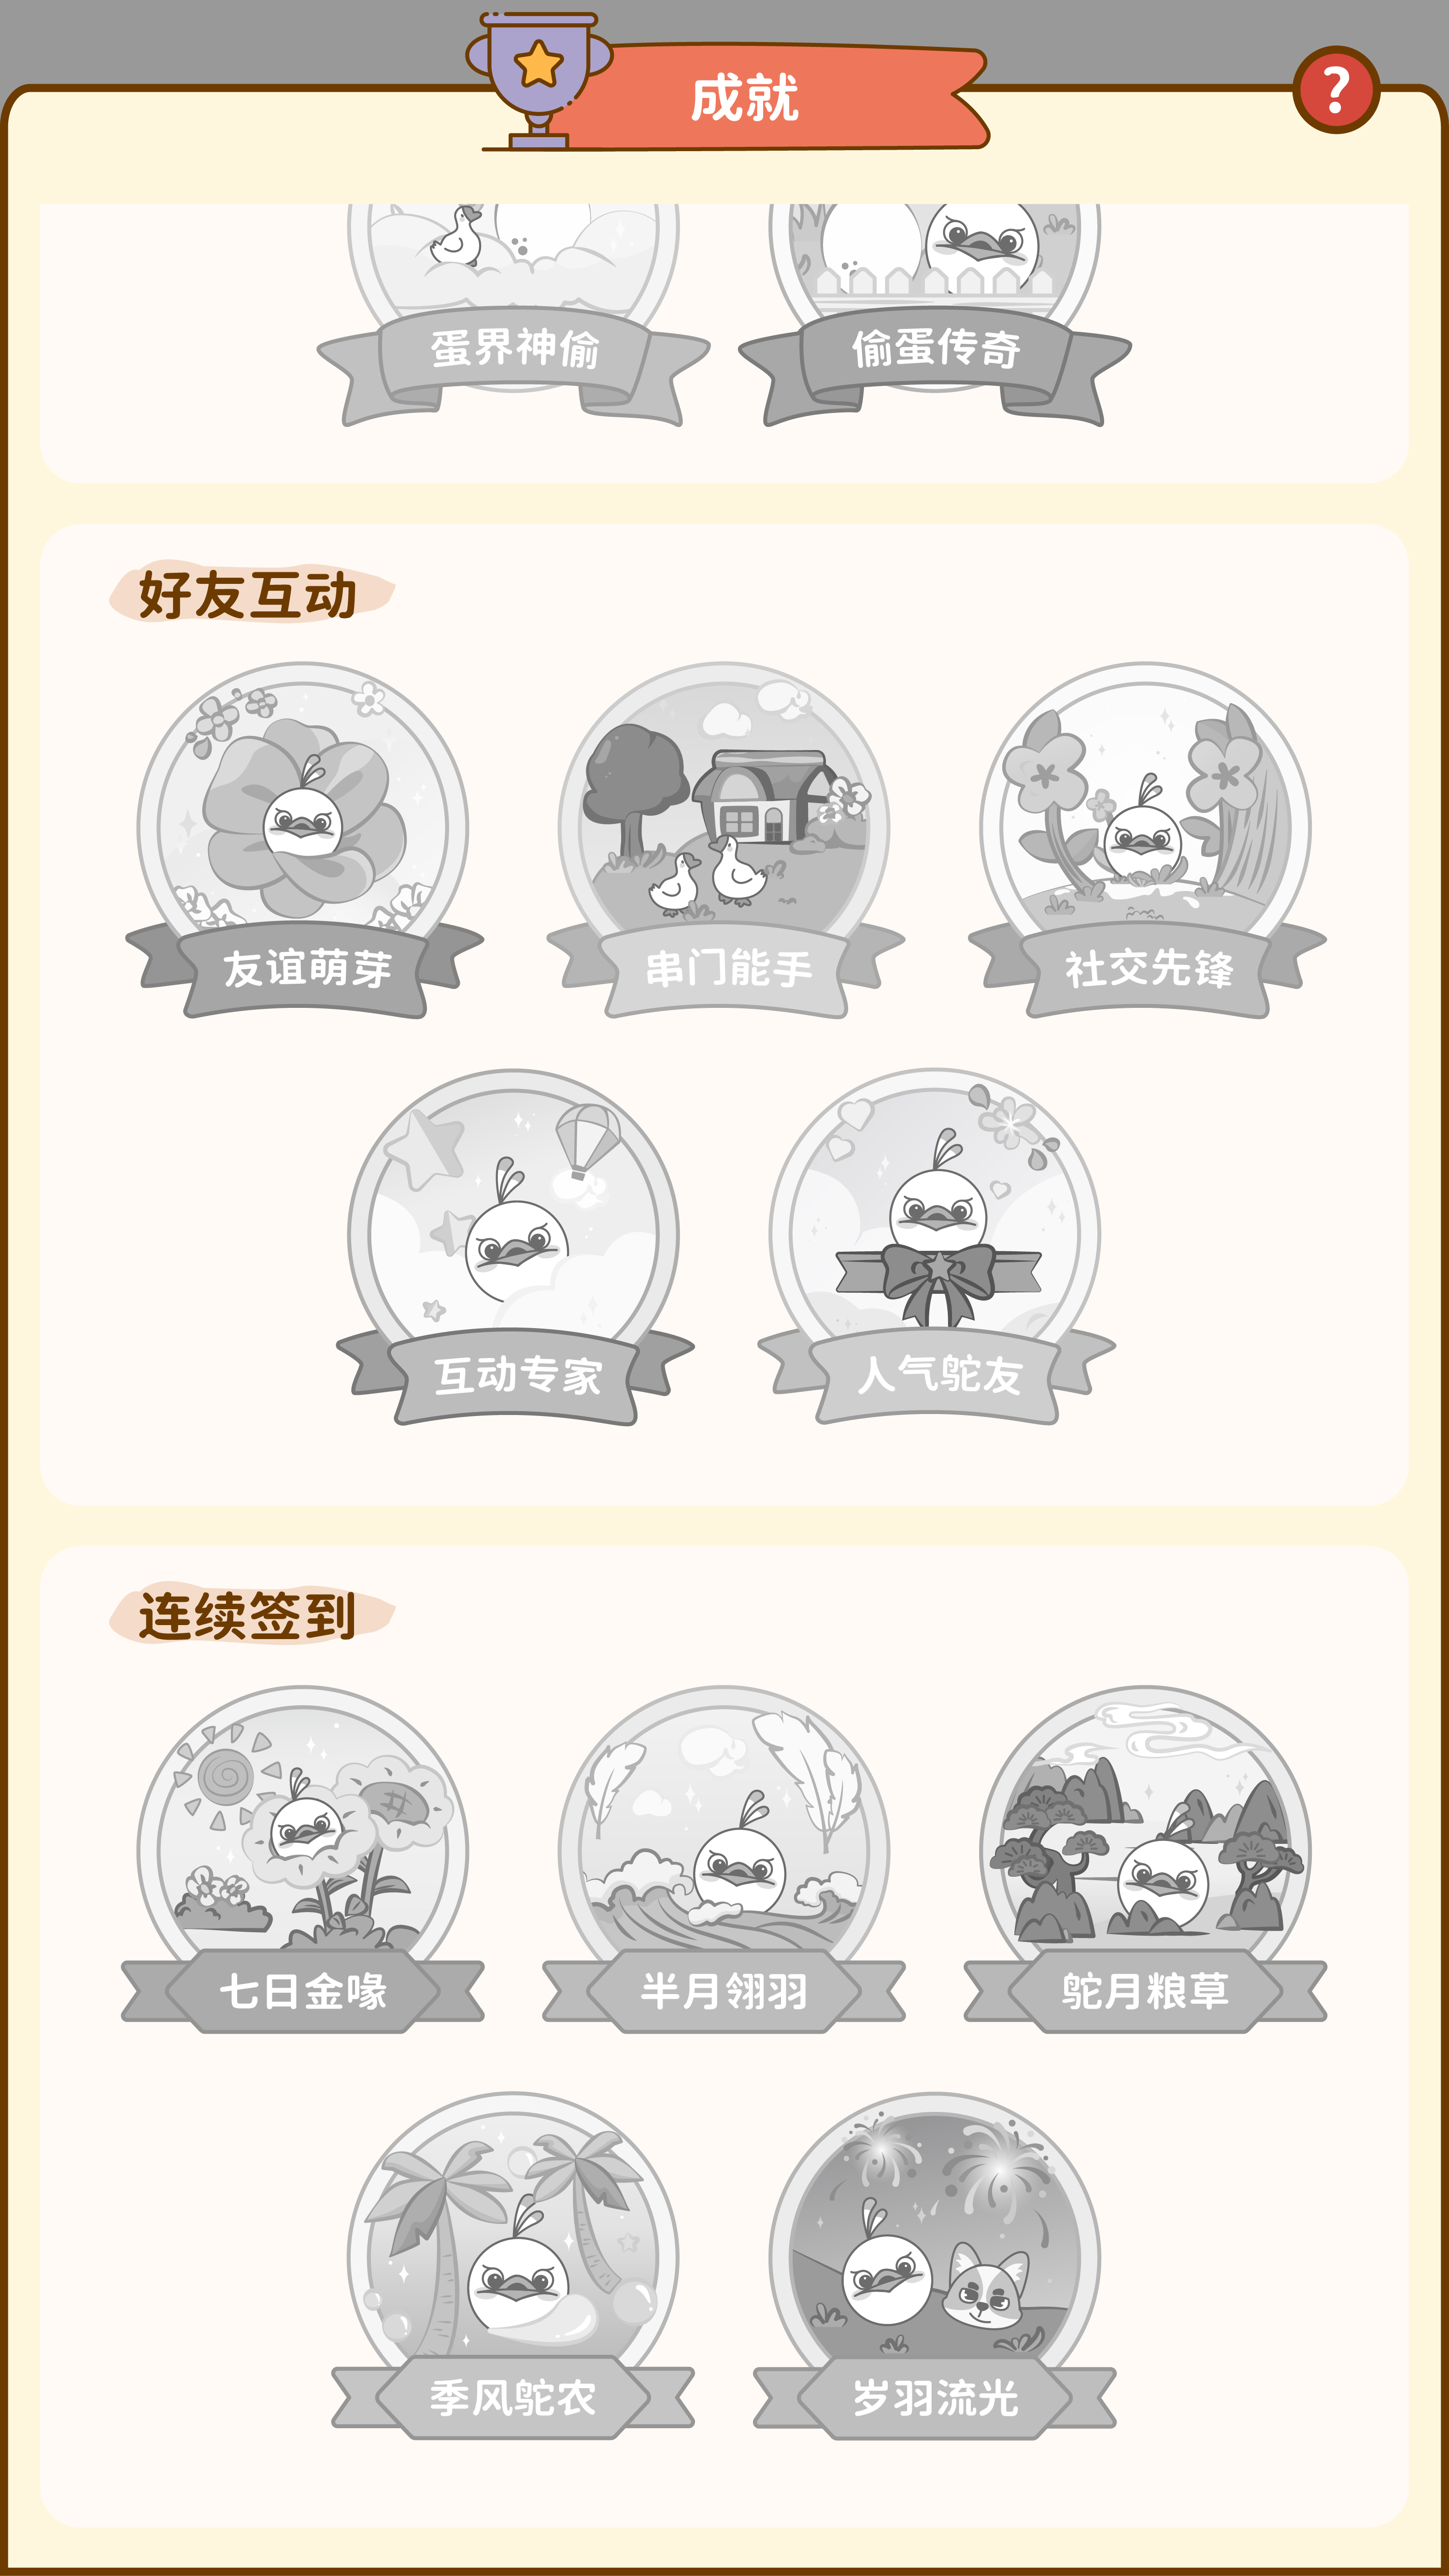 成就
?
蛋界神偷
偷蛋传奇
好友互动
友谊萌芽
串门能手
社交先锋
互动专家
人气鸵友
连续签到
七日金喙
半月翎羽
鸵月粮草
季风鸵农
岁羽流光